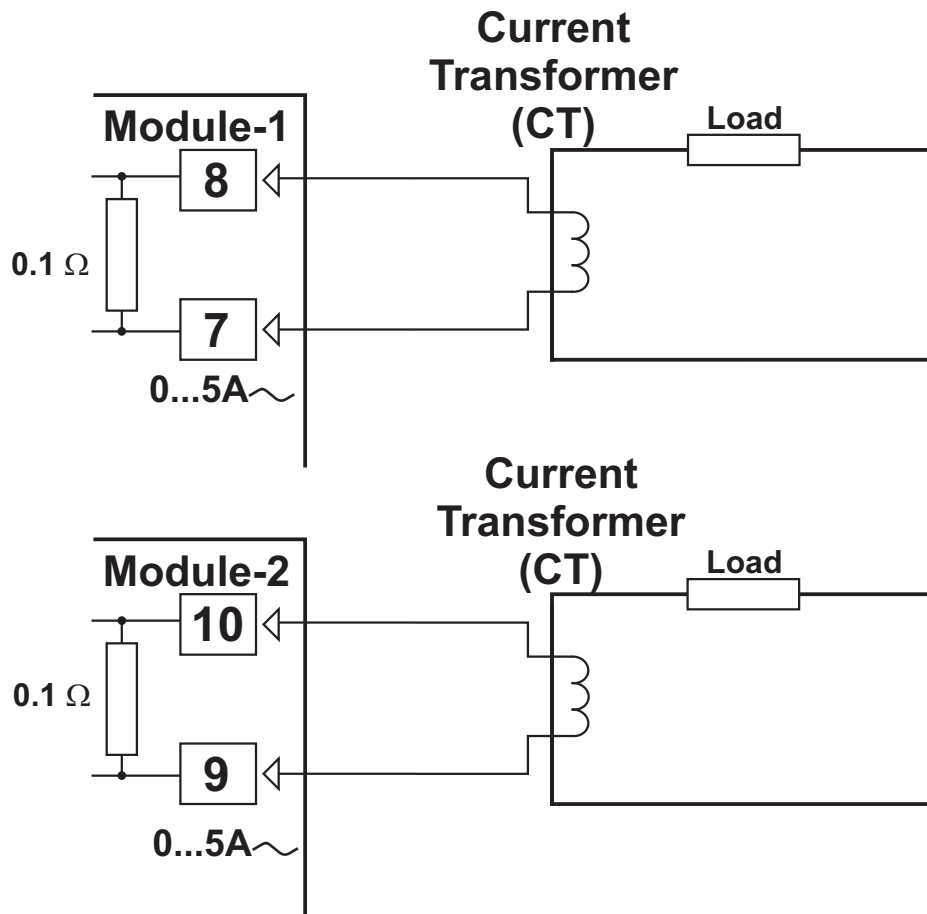 Current
Transformer
(CT)
Module-1
Load
8
0.1 Ω
7
0...5A
Current
Transformer
(CT)
Module-2
Load
10
0.1 Ω
9
0...5A